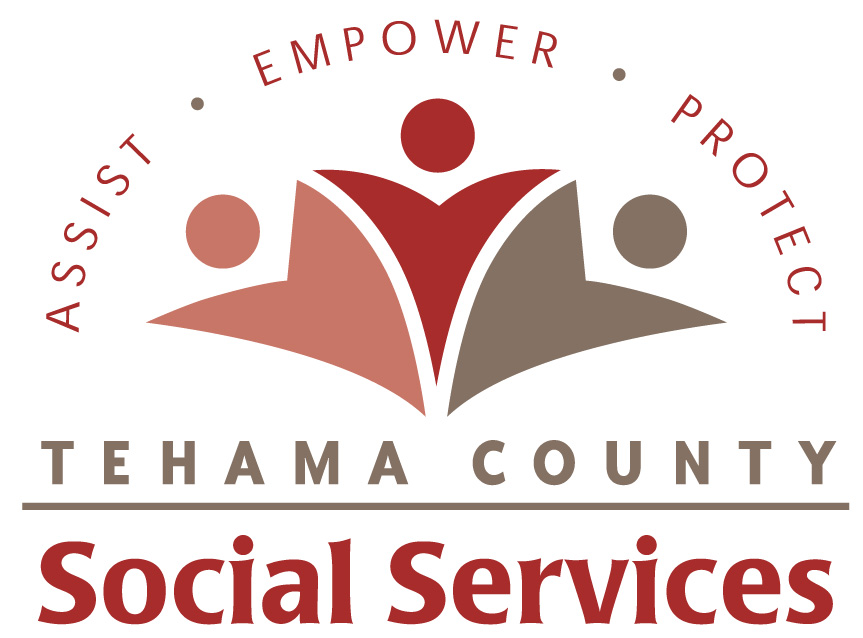 ASSIST • EMPOWER • PROTECT
TEHAMA COUNTY
Social Services